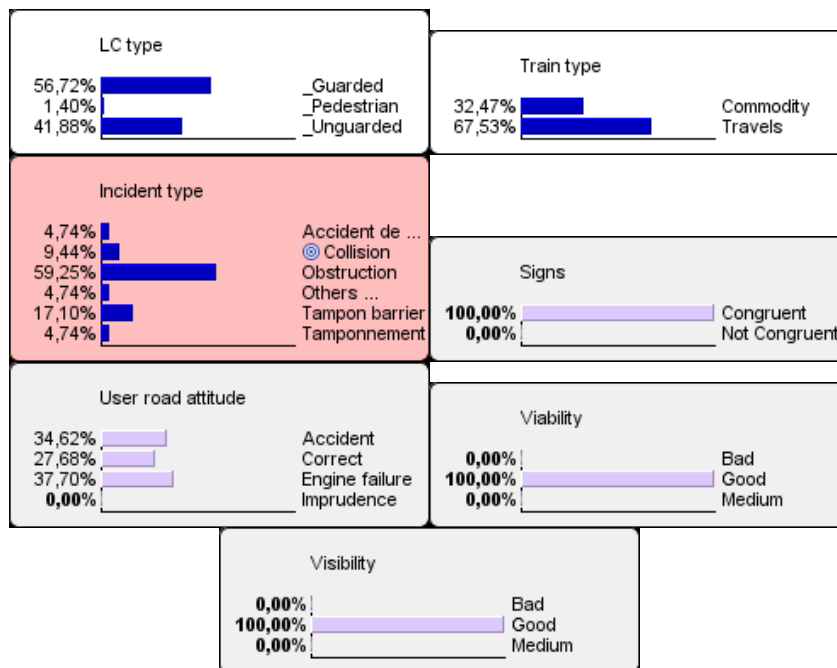 LC type
56,72% _Guarded
1,40% _Pedestrian
41,88% _Unguarded
Train type
32,47% Commodity
67,53% Travels
Incident type
4,74% Accident de ...
9,44% Collision
59,25% Obstruction
4,74% Others ...
17,10% Tampon barrier
4,74% Tamponnement
Signs
100,00% Congruent
0,00% Not Congruent
User road attitude
34,62% Accident
27,68% Correct
37,70% Engine failure
0,00% Imprudence
Viability
0,00% Bad
100,00% Good
0,00% Medium
Visibility
0,00% Bad
100,00% Good
0,00% Medium